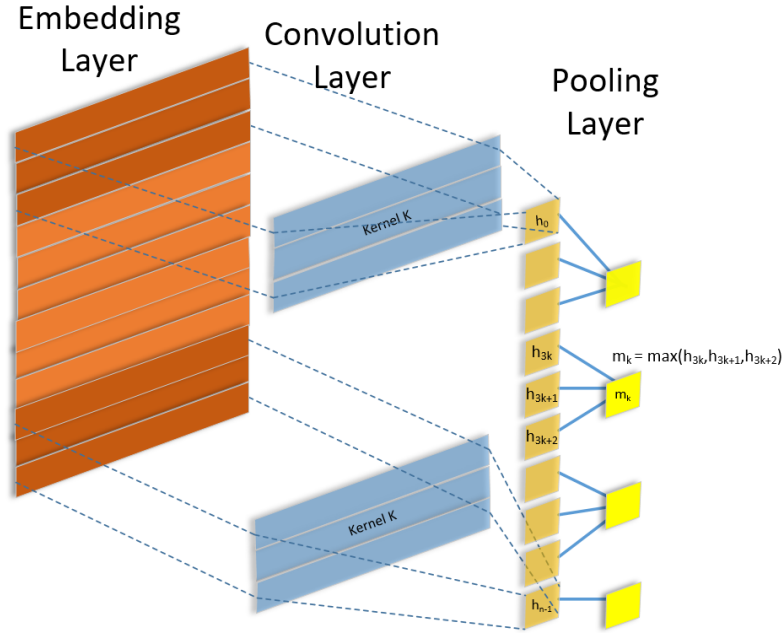 Embedding
Layer
Convolution
Layer
Pooling
Layer
Kernel K
h₀
h₃ₖ
mₖ = max(h₃ₖ,h₃ₖ₊₁,h₃ₖ₊₂)
h₃ₖ₊₁
mₖ
h₃ₖ₊₂
Kernel K
hₙ₋₁